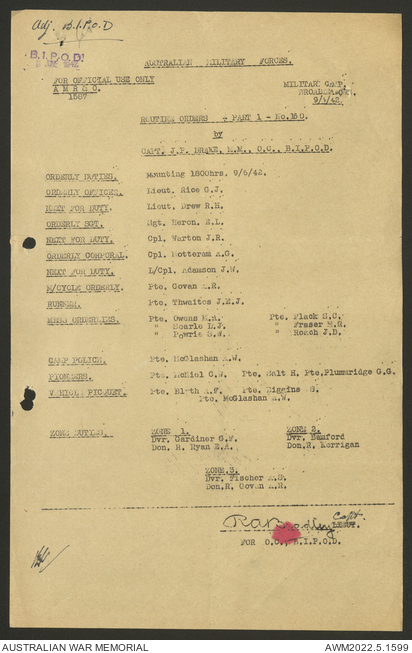 Adj. B.I.P.O.D
B.I.P.O.D.
AUSTRALIAN MILITARY FORCES.
FOR OFFICIAL USE ONLY
A M R & O.
1587
MILITARY CAMP,
BROADMEADOWS.
9/6/42.
ROUTINE ORDERS - PART 1 - No.130.
by
CAPT. J.P. M.M., O.C., B.I.P.O.D.
ORDERLY DUTIES. Mounting 1800hrs. 9/6/42.
ORDERLY OFFICER. Lieut. Rice G.J.
NEXT FOR DUTY. Lieut. Drew R.H.
ORDERLY SGT. Sgt. Heron. E.L.
NEXT FOR DUTY. Cpl. Warton J.R.
ORDERLY CORPORAL. Cpl. Mottoram A.G.
NEXT FOR DUTY. L/Cpl. Adamson J.W.
M/CYCLE ORDERLY. Pte. Govan A.R.
RUNNER. Pte. Thwaites J.E.J.
MESS ORDERLIES. Pte. Owens M.A. Pte. Flack S.C.
" Searle D.J. " Fraser M.R.
" Powrie S.W. " Roach J.D.
CAMP POLICE. Pte. McGlashan A.W.
PIONEERS. Pte. McNiel C.W. Pte. Salt H. Pte. Plummridge G.G.
VEHICLE PICQUET. Pte. Blyth A.F. Pte. Higgins S.
Pte. McGlashan A.W.
ZONE DUTIES. ZONE 1. ZONE 2.
Dvr. Gardiner G.F. Dvr. Bamford
Don. R. Ryan E.A. Don.R. Korrigan
ZONE 3.
Dvr. Fischer A.S.
Don.R. Govan A.R.
Capt.
LIEUT.
FOR O.C., B.I.P.O.D.
AUSTRALIAN WAR MEMORIAL AWM2022.5.1599